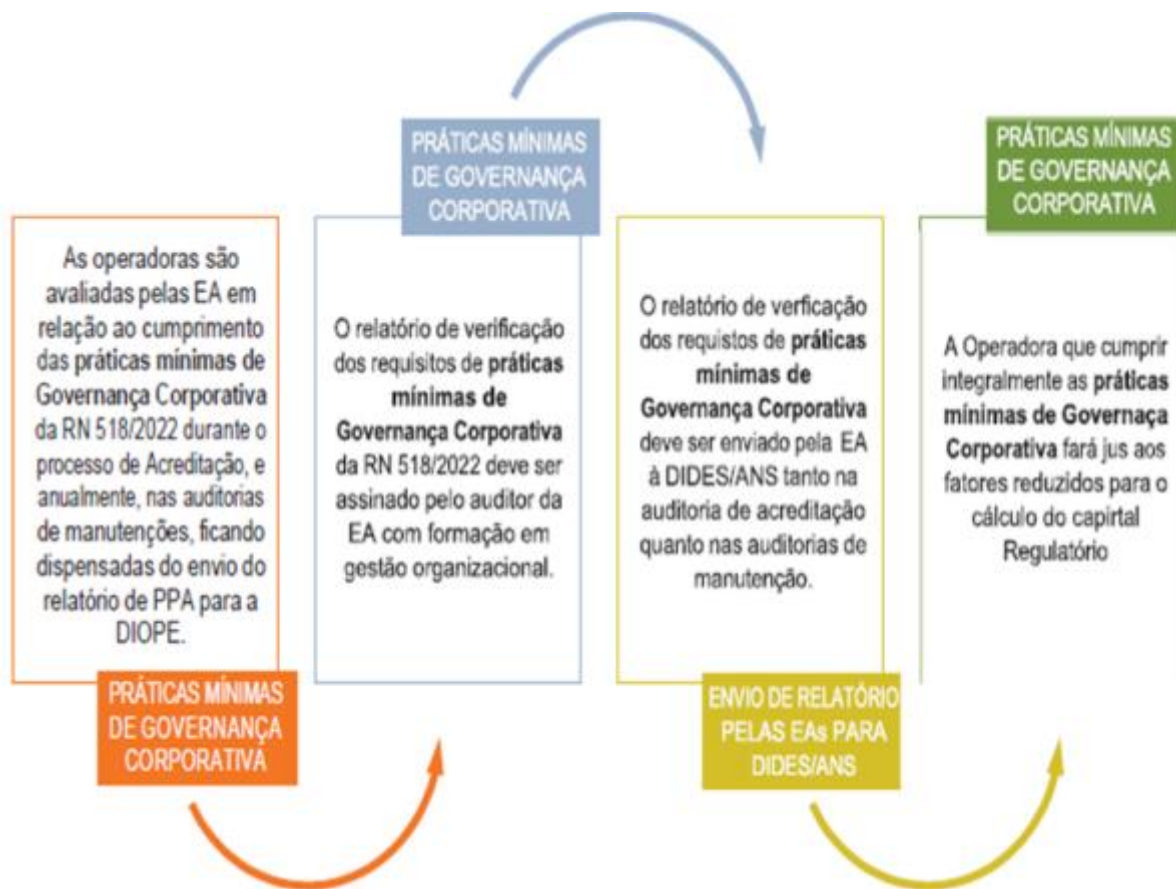 As operadoras são
avaliadas pelas EA em
relação ao cumprimento
das práticas mínimas de
Governança Corporativa
da RN 518/2022 durante o
processo de Acreditação, e
anualmente, nas auditorias
de manutenções, ficando
dispensadas do envio do
relatório de PPA para a
DIOPE.
PRÁTICAS MÍNIMAS
DE GOVERNANÇA
CORPORATIVA
PRÁTICAS MÍNIMAS
DE GOVERNANÇA
CORPORATIVA
O relatório de verificação
dos requisitos de práticas
mínimas de
Governança Corporativa
da RN 518/2022 deve ser
assinado pelo auditor da
EA com formação em
gestão organizacional.
O relatório de verficação
dos requistos de práticas
mínimas de
Governança Corporativa
deve ser enviado pela EA
à DIDES/ANS tanto na
auditoria de acreditação
quanto nas auditorias de
manutenção.
ENVIO DE RELATÓRIO
PELAS EAs PARA
DIDES/ANS
PRÁTICAS MÍNIMAS
DE GOVERNANÇA
CORPORATIVA
A Operadora que cumprir
integralmente as práticas
mínimas de Governaça
Corporativa fará jus aos
fatores reduzidos para o
cálculo do capirtal
Regulatório